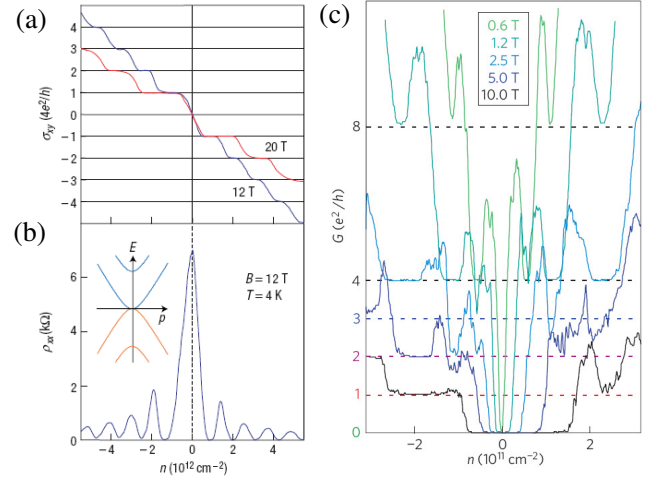 (a)
4
3
2
1
0
−1
−2
−3
−4
σxy (4e²/h)
20 T
12 T
(b)
6
4
2
0
ρxx(kΩ)
E
p
B = 12 T
T = 4 K
−4 −2 0 2 4
n (10¹² cm⁻²)
(c)
0.6 T
1.2 T
2.5 T
5.0 T
10.0 T
8
4
3
2
1
0
G (e²/h)
−2 0 2
n (10¹¹ cm⁻²)